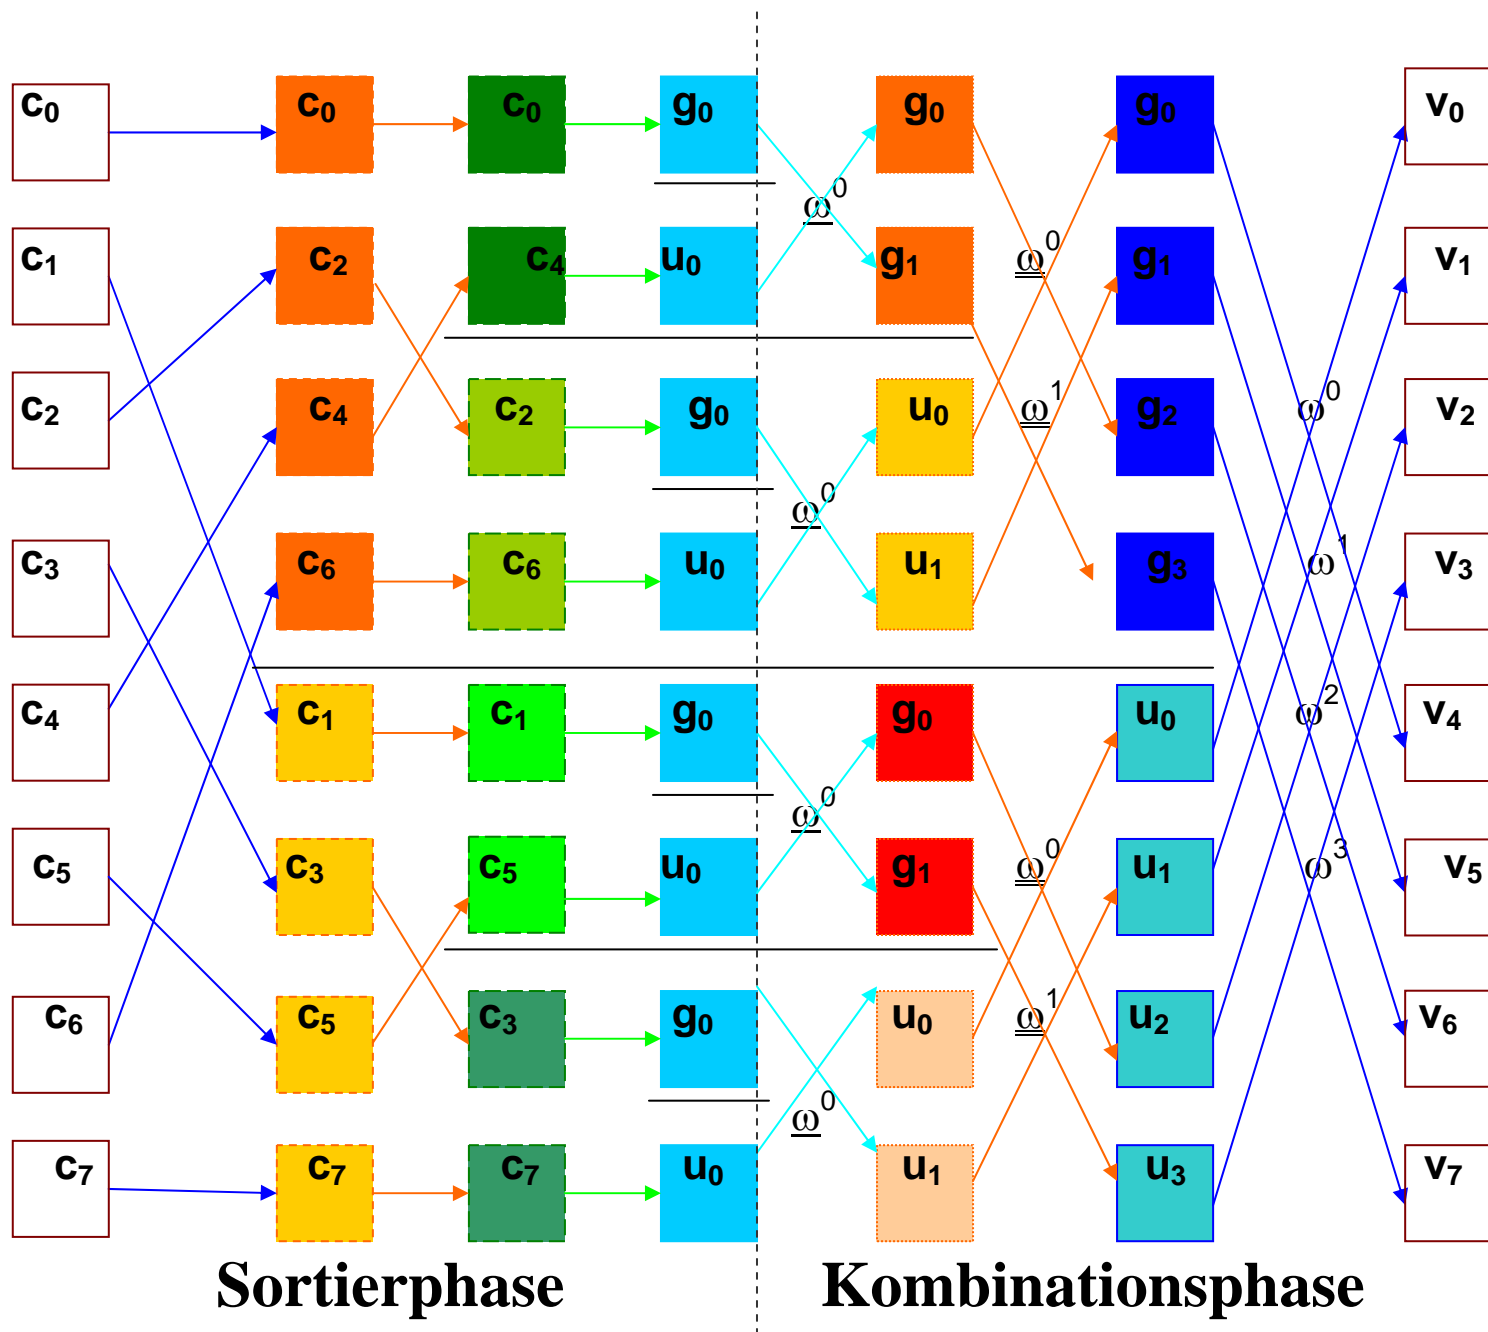 c₀ c₀ c₀ g₀ g₀ g₀ v₀
ω⁰
c₁ c₂ c₄ u₀ g₁ ω⁰ g₁ v₁
c₂ c₄ c₂ g₀ u₀ ω¹ g₂ ω⁰ v₂
ω⁰
c₃ c₆ c₆ u₀ u₁ g₃ ω¹ v₃
c₄ c₁ c₁ g₀ g₀ u₀ ω² v₄
ω⁰
c₅ c₃ c₅ u₀ g₁ ω⁰ u₁ ω³ v₅
c₆ c₅ c₃ g₀ u₀ ω¹ u₂ v₆
ω⁰
c₇ c₇ c₇ u₀ u₁ u₃ v₇
Sortierphase Kombinationsphase